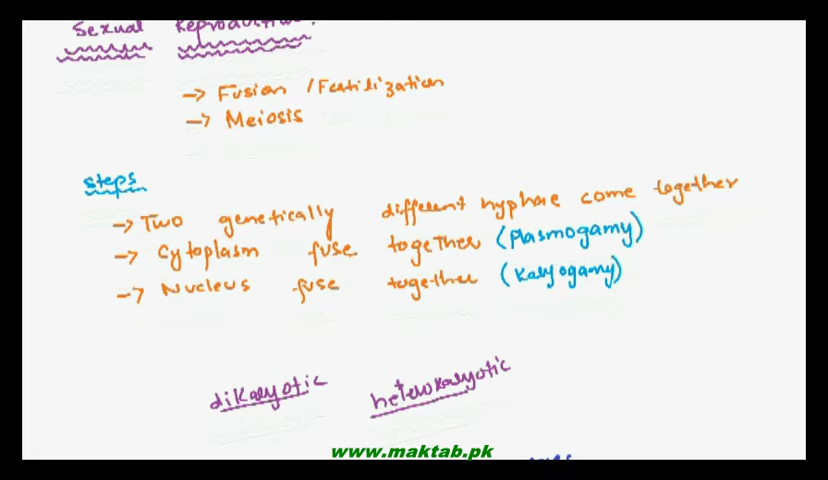 Sexual Reproduction:
-> Fusion / Fertilization
-> Meiosis
Steps
-> Two genetically different hyphae come together
-> Cytoplasm fuse together (Plasmogamy)
-> Nucleus fuse together (Karyogamy)
dikaryotic heterokaryotic
www.maktab.pk